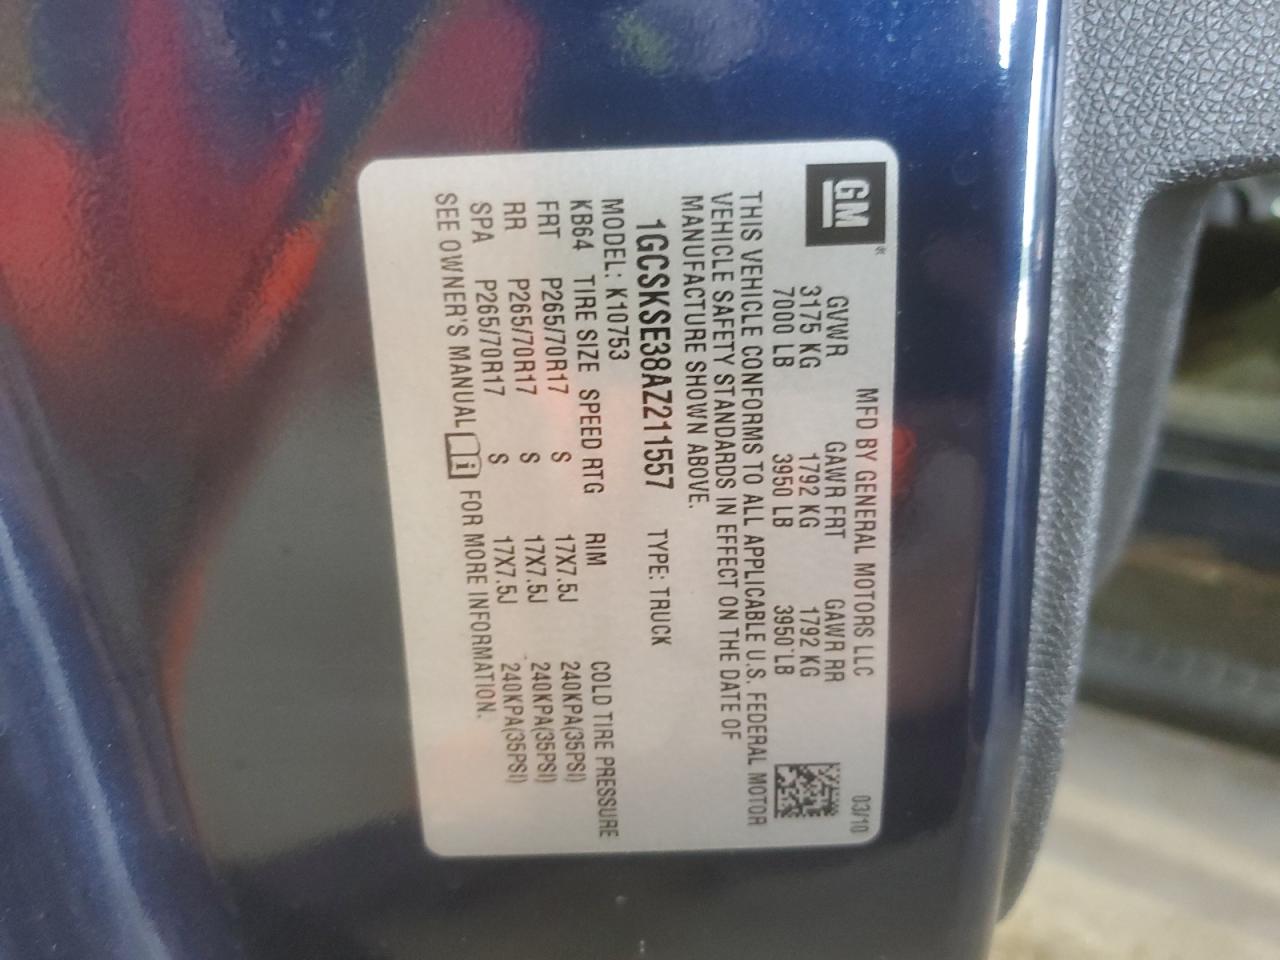 GM
MFD BY GENERAL MOTORS LLC 03/10
GVWR GAWR FRT GAWR RR
3175 KG 1792 KG 1792 KG
7000 LB 3950 LB 3950 LB
THIS VEHICLE CONFORMS TO ALL APPLICABLE U.S. FEDERAL MOTOR
VEHICLE SAFETY STANDARDS IN EFFECT ON THE DATE OF
MANUFACTURE SHOWN ABOVE.
1GCSKSE38AZ211557 TYPE: TRUCK
MODEL: K10753
KB64 TIRE SIZE SPEED RTG RIM COLD TIRE PRESSURE
FRT P265/70R17 S 17X7.5J 240KPA(35PSI)
RR P265/70R17 S 17X7.5J 240KPA(35PSI)
SPA P265/70R17 S 17X7.5J 240KPA(35PSI)
SEE OWNER'S MANUAL i FOR MORE INFORMATION.